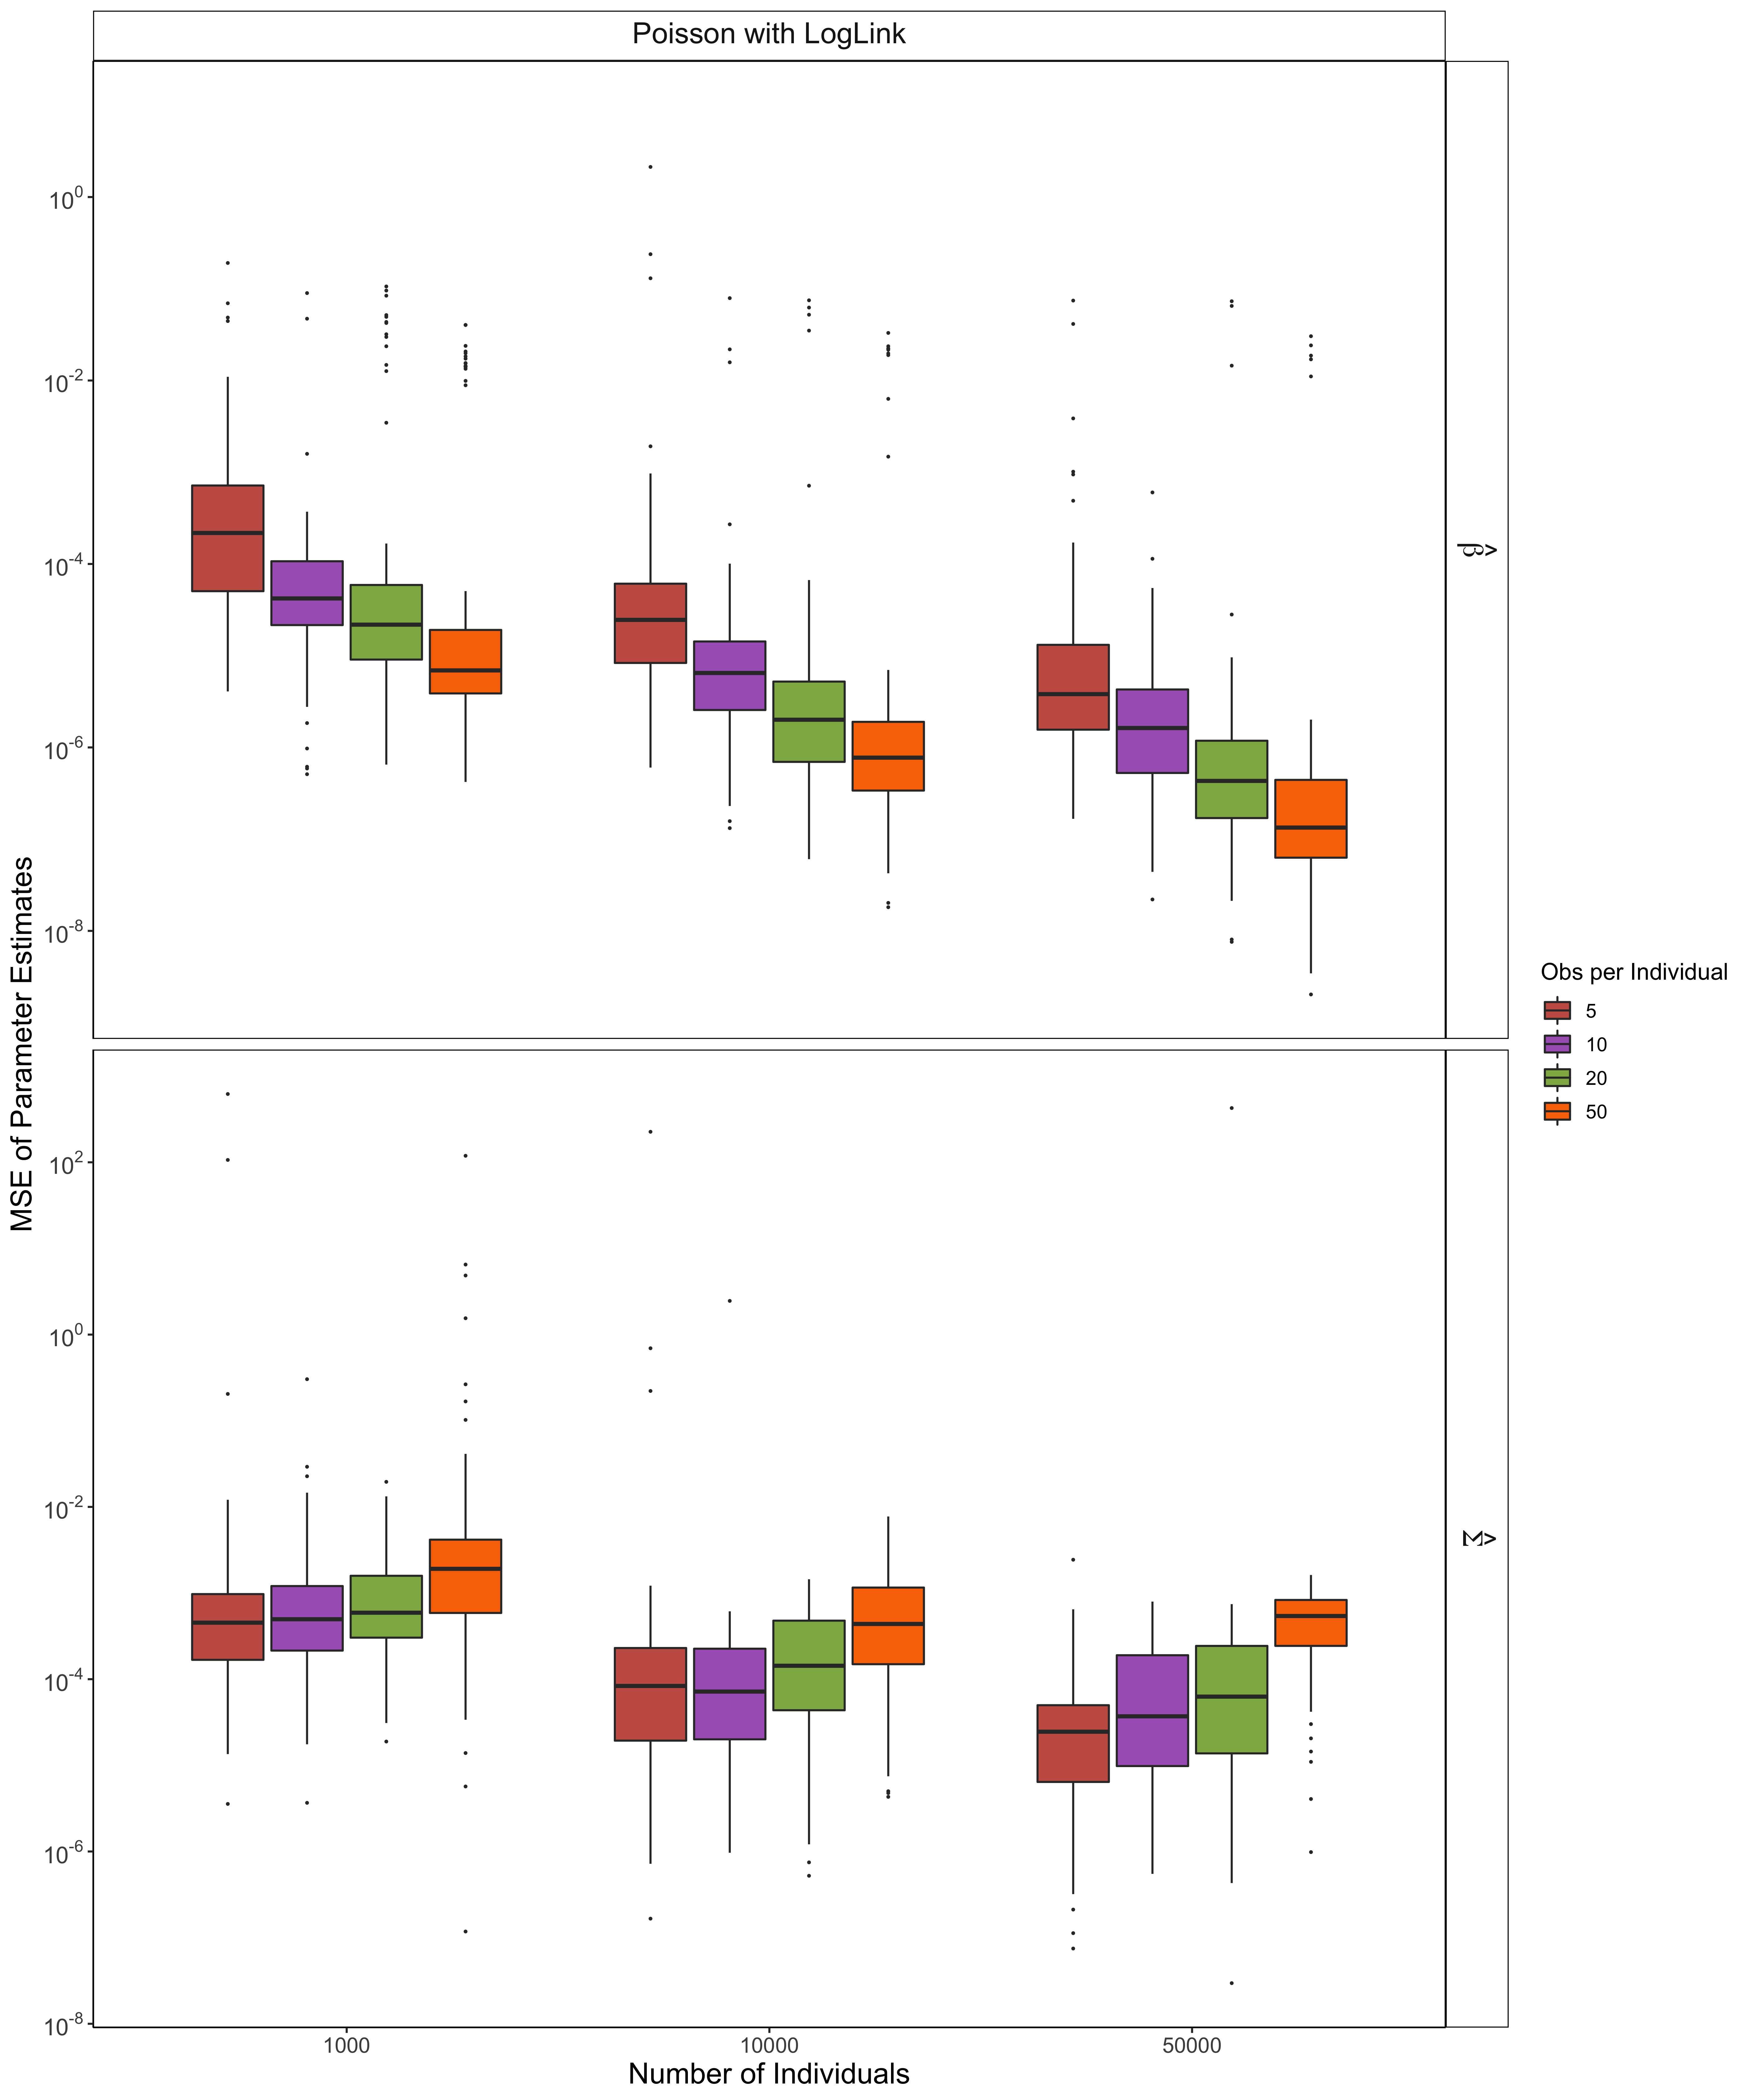 Poisson with LogLink
10^0
10^-2
10^-4
10^-6
10^-8
β̂
10^2
10^0
10^-2
10^-4
10^-6
10^-8
Σ̂
MSE of Parameter Estimates
1000 10000 50000
Number of Individuals
Obs per Individual
5
10
20
50